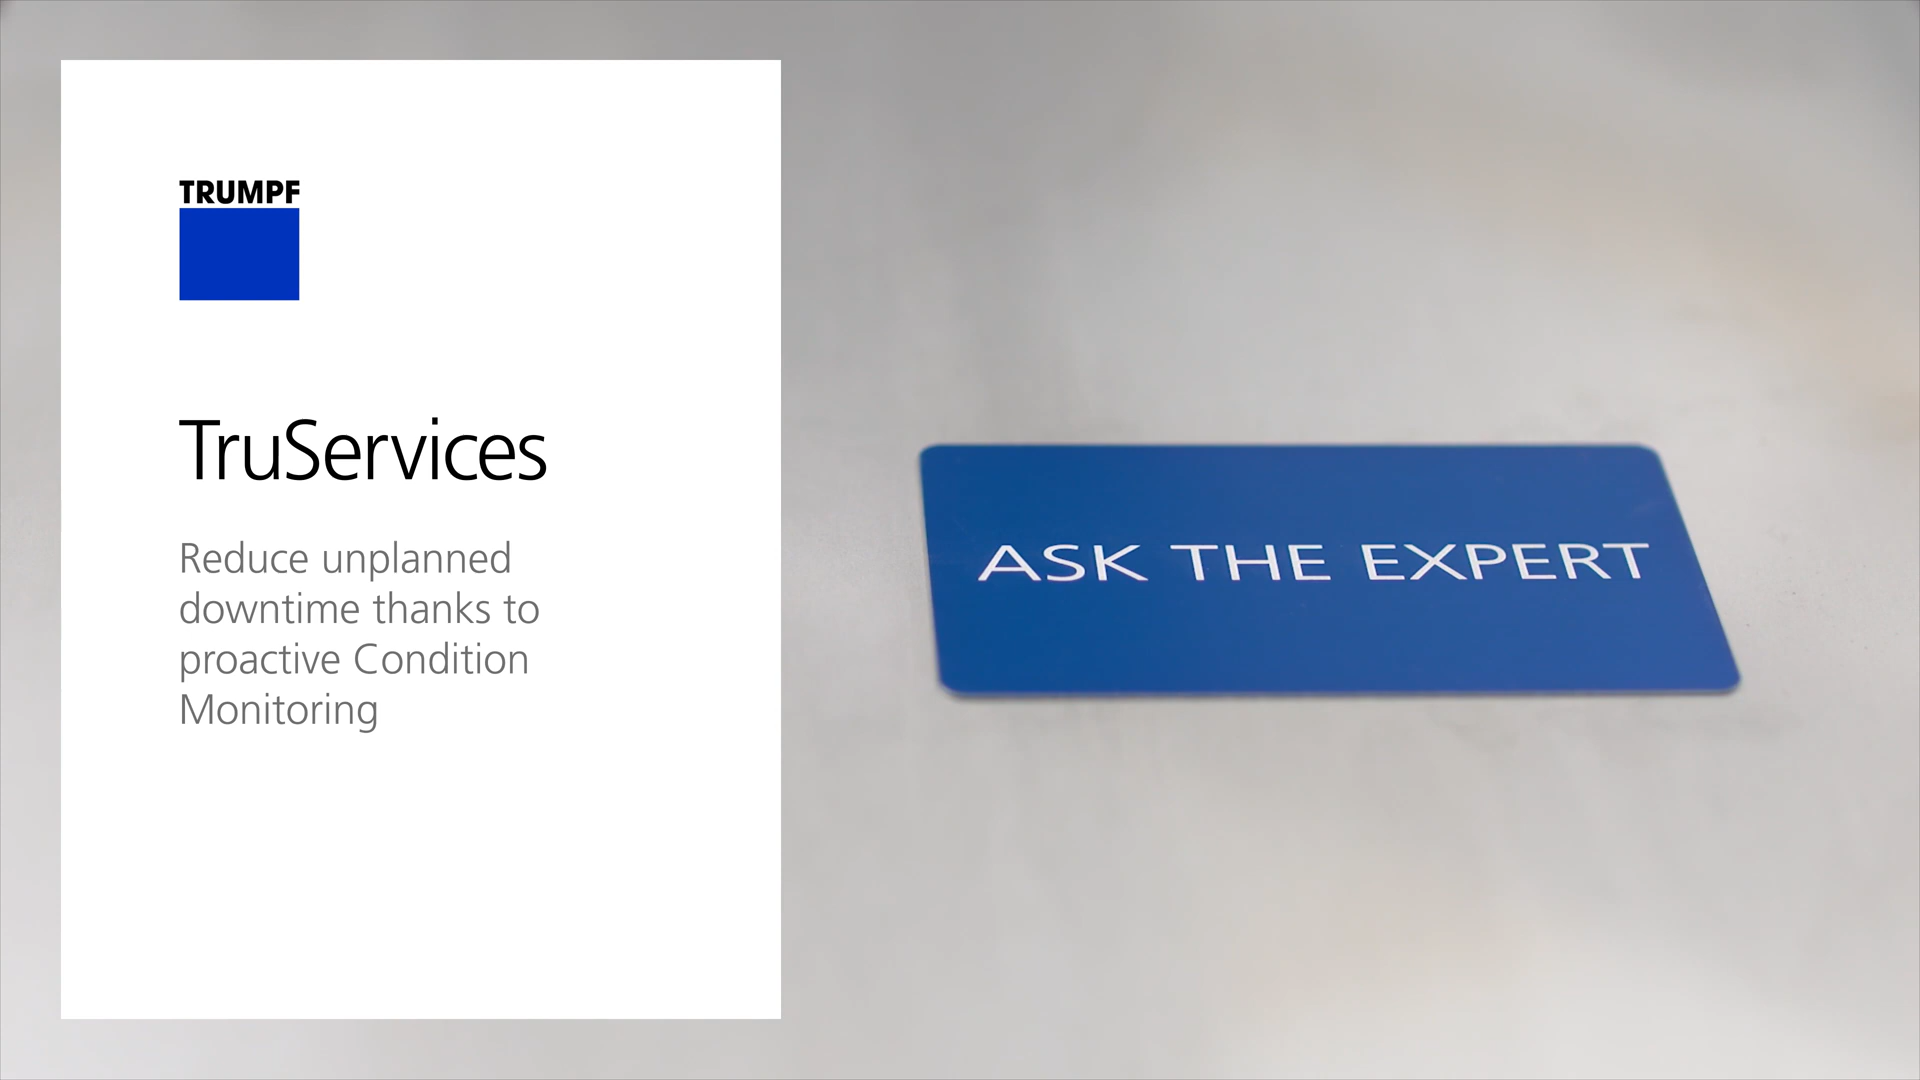 TRUMPF
TruServices
Reduce unplanned
downtime thanks to
proactive Condition
Monitoring
ASK THE EXPERT